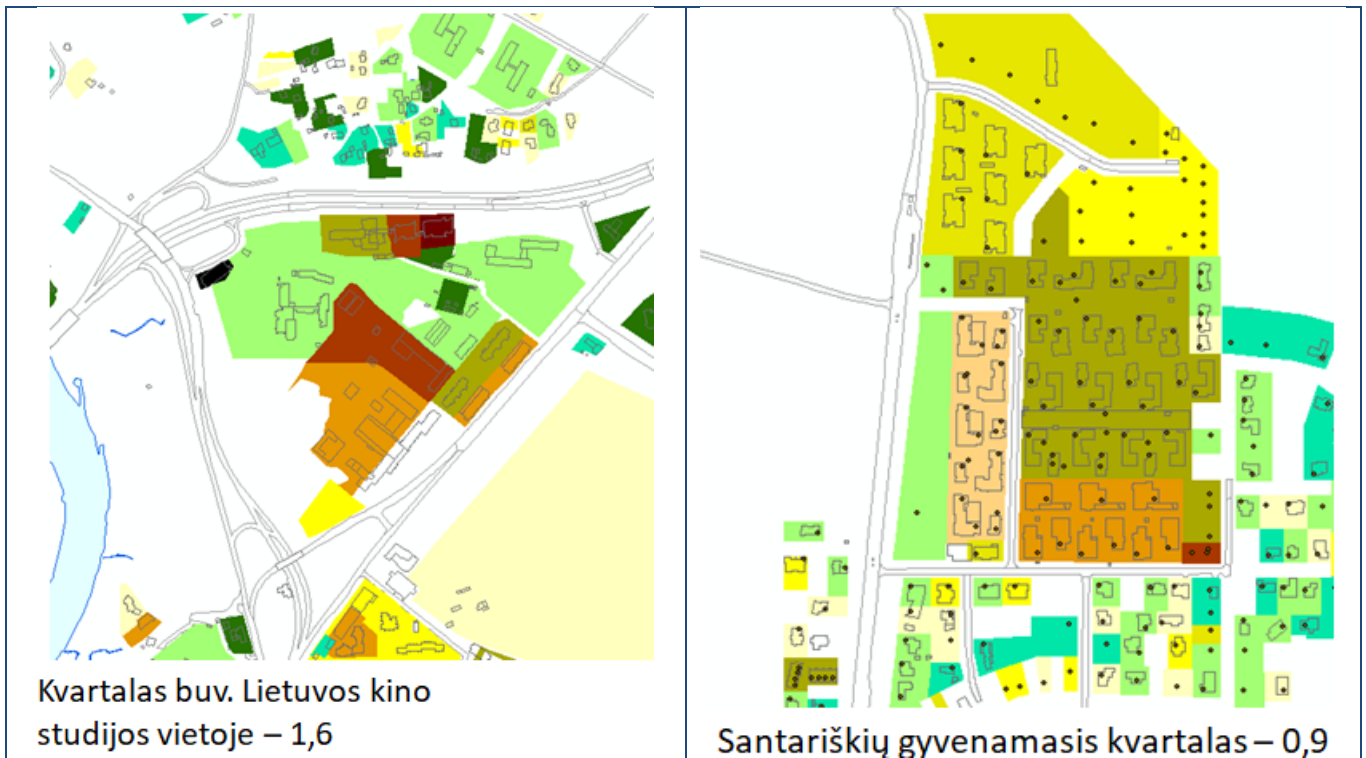 Kvartalas buv. Lietuvos kino
studijos vietoje – 1,6
Santariškių gyvenamasis kvartalas – 0,9